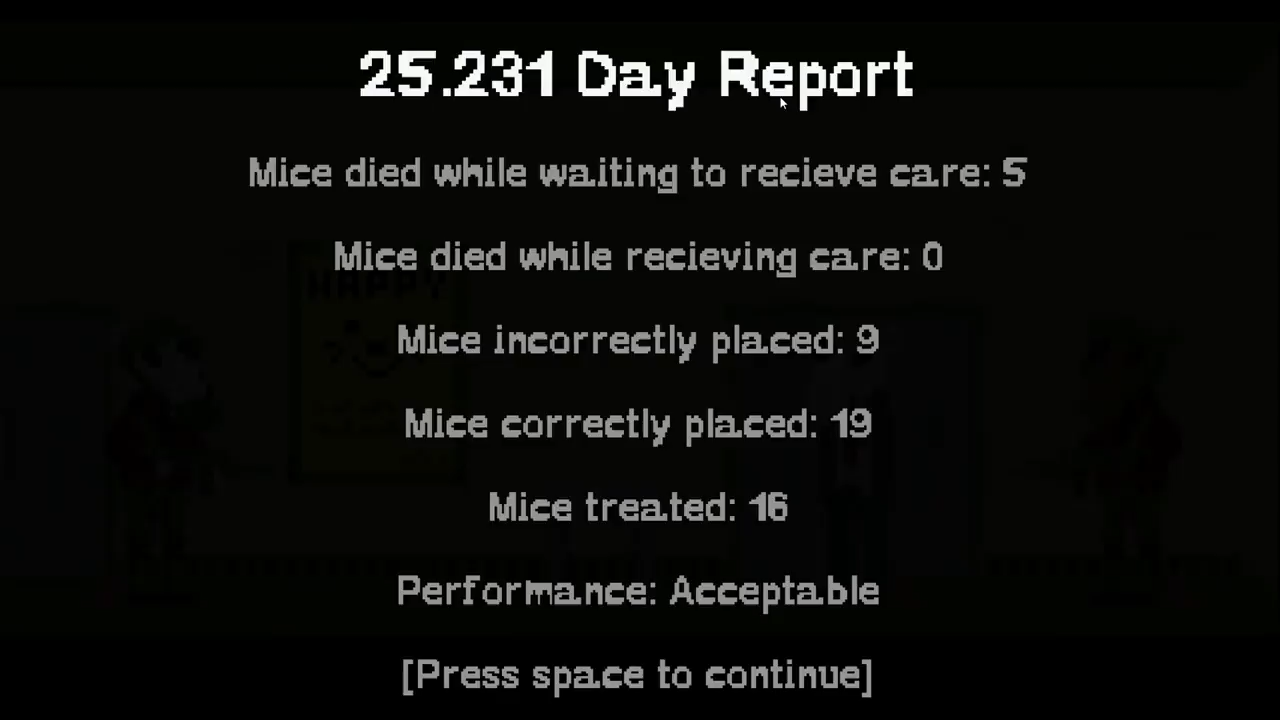 25.231 Day Report
Mice died while waiting to recieve care: 5
Mice died while recieving care: 0
Mice incorrectly placed: 9
Mice correctly placed: 19
Mice treated: 16
Performance: Acceptable
[Press space to continue]
HAPPY